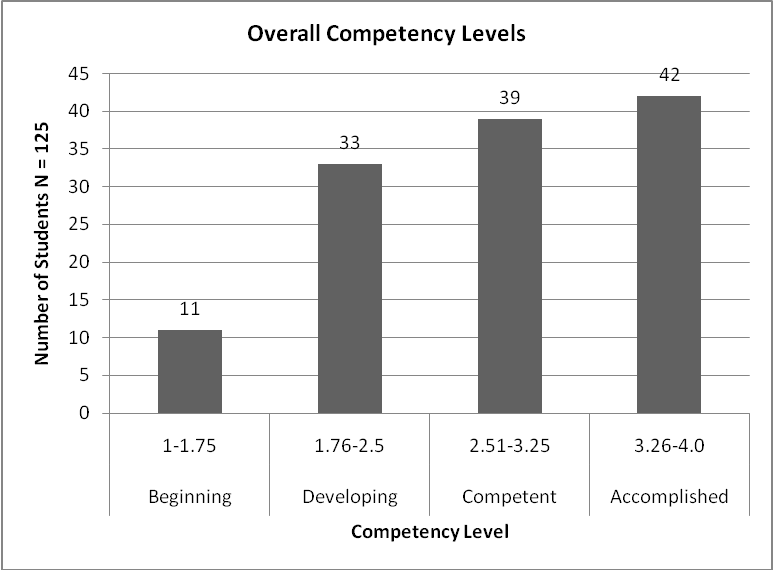 Overall Competency Levels
Number of Students N = 125
45
40
35
30
25
20
15
10
5
0
11
33
39
42
1-1.75 1.76-2.5 2.51-3.25 3.26-4.0
Beginning Developing Competent Accomplished
Competency Level